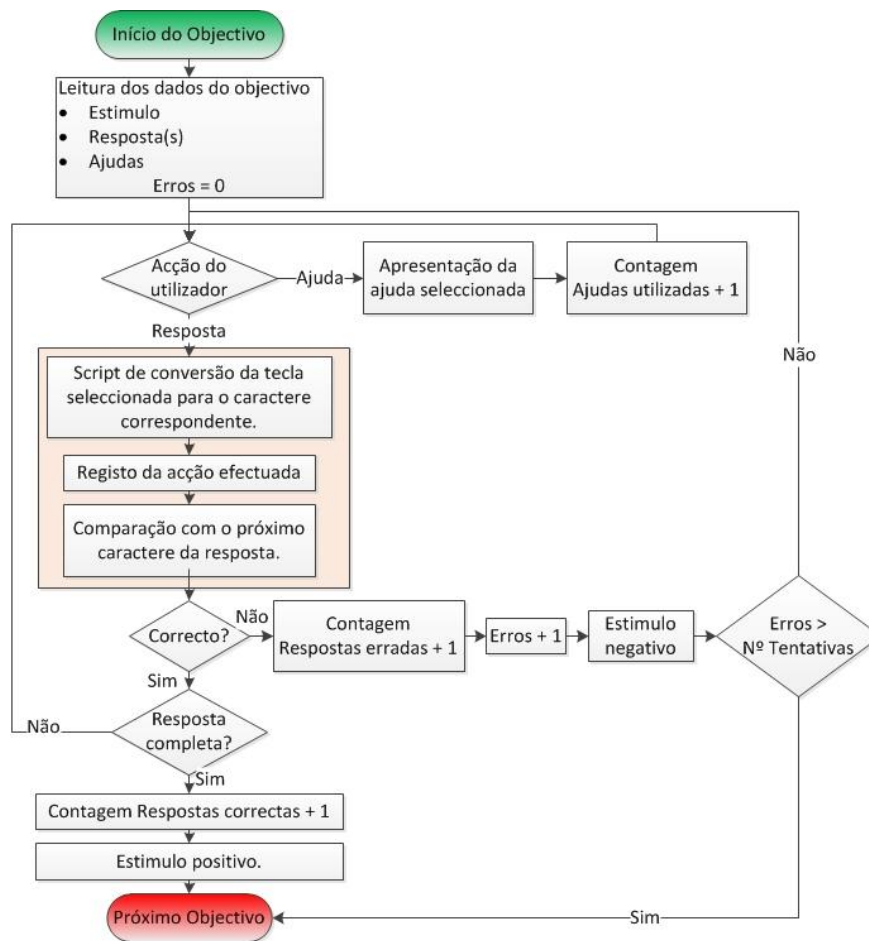 Início do Objectivo
Leitura dos dados do objectivo
• Estimulo
• Resposta(s)
• Ajudas
Erros = 0
Acção do
utilizador
Ajuda
Apresentação da
ajuda seleccionada
Contagem
Ajudas utilizadas + 1
Não
Resposta
Script de conversão da tecla
seleccionada para o caractere
correspondente.
Registo da acção efectuada
Comparação com o próximo
caractere da resposta.
Correcto?
Não
Contagem
Respostas erradas + 1
Erros + 1
Estimulo
negativo
Erros >
Nº Tentativas
Sim
Não
Resposta
completa?
Sim
Contagem Respostas correctas + 1
Estimulo positivo.
Próximo Objectivo
Sim